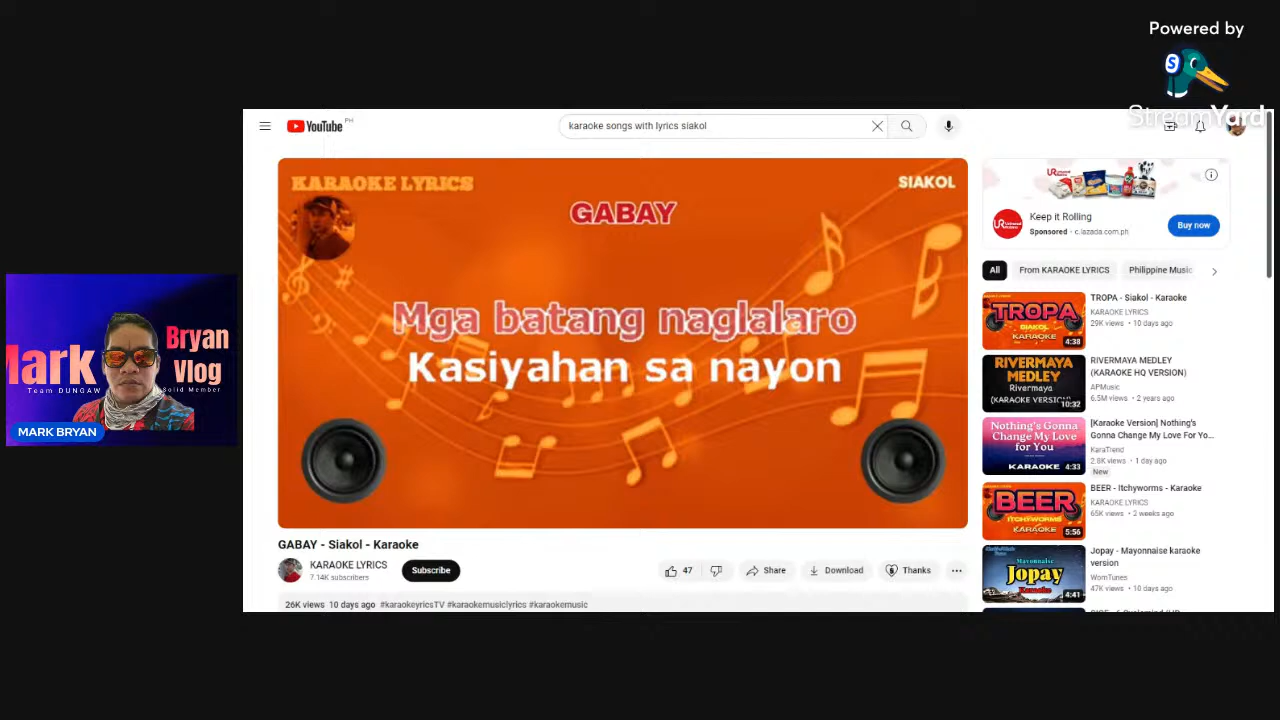 Powered by
StreamYard
YouTube PH
karaoke songs with lyrics siakol
KARAOKE LYRICS
SIAKOL
GABAY
Mga batang naglalaro
Kasiyahan sa nayon
GABAY - Siakol - Karaoke
KARAOKE LYRICS
7.14K subscribers
Subscribe
47
Share
Download
Thanks
26K views 10 days ago #karaokeyricsTV #karaokemusiclyrics #karaokemusic
Mark
Bryan
Vlog
Team DUNGAW
Solid Member
MARK BRYAN
Keep it Rolling
Sponsored · c.lazada.com.ph
Buy now
All
From KARAOKE LYRICS
Philippine Music
TROPA
SIAKOL
KARAOKE
4:38
TROPA - Siakol - Karaoke
KARAOKE LYRICS
29K views • 10 days ago
RIVERMAYA
MEDLEY
Rivermaya
(KARAOKE VERSION)
10:32
RIVERMAYA MEDLEY
(KARAOKE HQ VERSION)
APMusic
6.5M views • 2 years ago
Nothing's Gonna
Change My Love
for You
KARAOKE
4:33
[Karaoke Version] Nothing's
Gonna Change My Love For Yo...
KaraTrend
2.8K views • 1 day ago
New
BEER
ITCHYWORMS
KARAOKE
5:56
BEER - Itchyworms - Karaoke
KARAOKE LYRICS
65K views • 2 weeks ago
Mayonnaise
Jopay
Karaoke
4:41
Jopay - Mayonnaise karaoke
version
WomTunes
47K views • 10 days ago